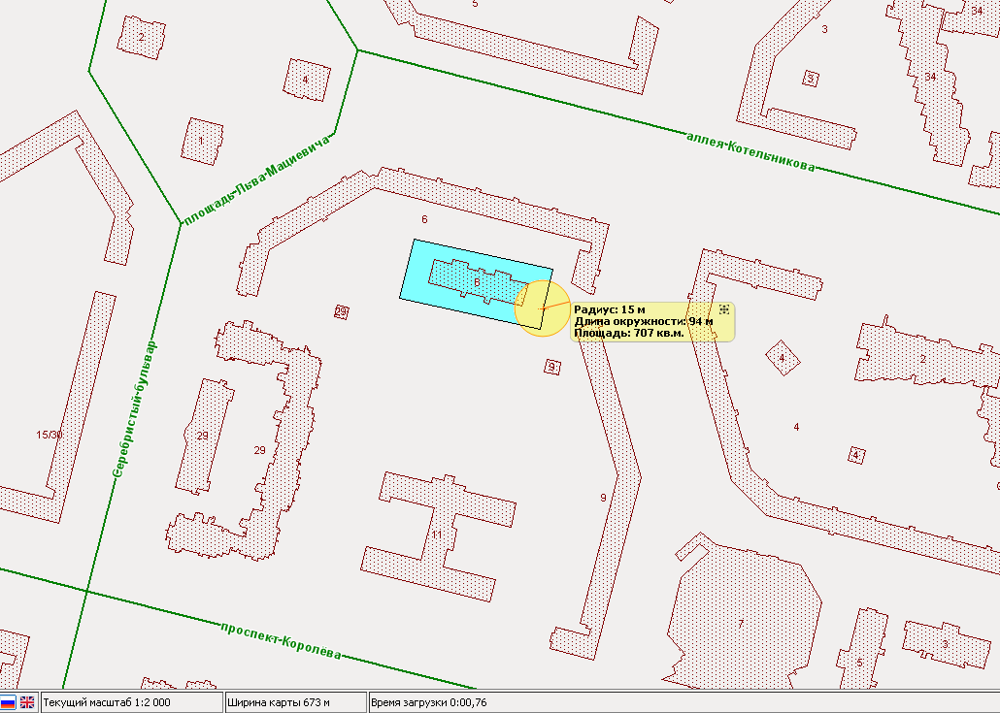 5
34
2
3
3
34
4
1
аллея Котельникова
площадь Льва Мациевича
6
6
29
Радиус: 15 м
Длина окружности: 94 м
Площадь: 707 кв.м.
4
2
9
Серебристый бульвар
4
15/30
29
29
4
9
11
7
проспект Королёва
3
5
Текущий масштаб 1:2 000
Ширина карты 673 м
Время загрузки 0:00,76